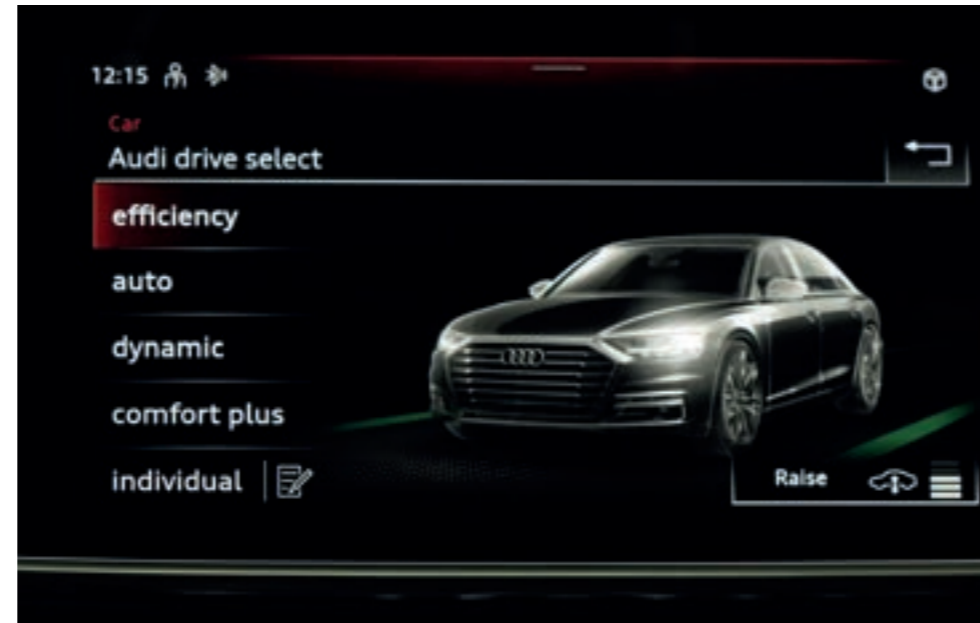 12:15
Car
Audi drive select
efficiency
auto
dynamic
comfort plus
individual
Raise